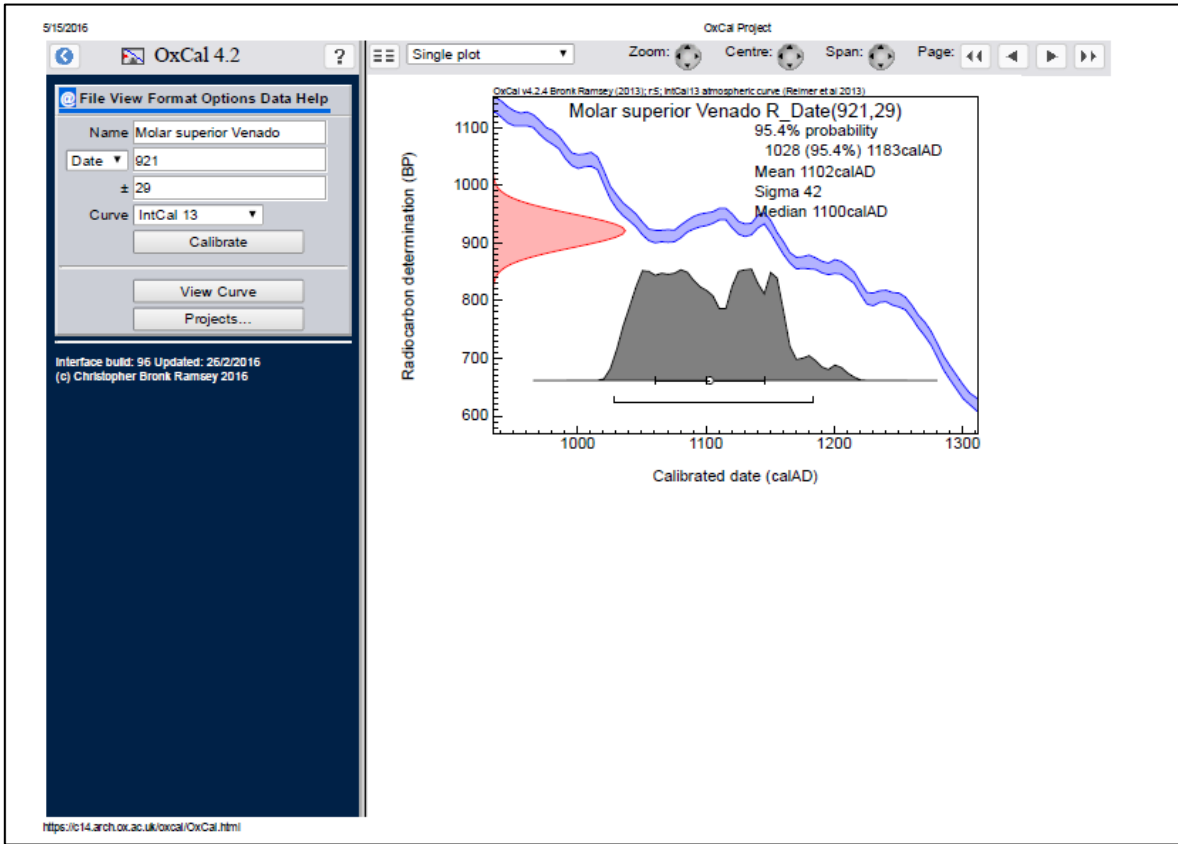 5/15/2016
OxCal Project
OxCal 4.2
?
Single plot
Zoom:
Centre:
Span:
Page:
@ File View Format Options Data Help
Name Molar superior Venado
Date ▼ 921
± 29
Curve IntCal 13 ▼
Calibrate
View Curve
Projects...
Interface build: 96 Updated: 26/2/2016
(c) Christopher Bronk Ramsey 2016
OxCal v4.2.4 Bronk Ramsey (2013); r:5; IntCal13 atmospheric curve (Reimer et al 2013)
Molar superior Venado R_Date(921,29)
95.4% probability
1028 (95.4%) 1183calAD
Mean 1102calAD
Sigma 42
Median 1100calAD
Radiocarbon determination (BP)
1100
1000
900
800
700
600
1000 1100 1200 1300
Calibrated date (calAD)
https://c14.arch.ox.ac.uk/oxcal/OxCal.html